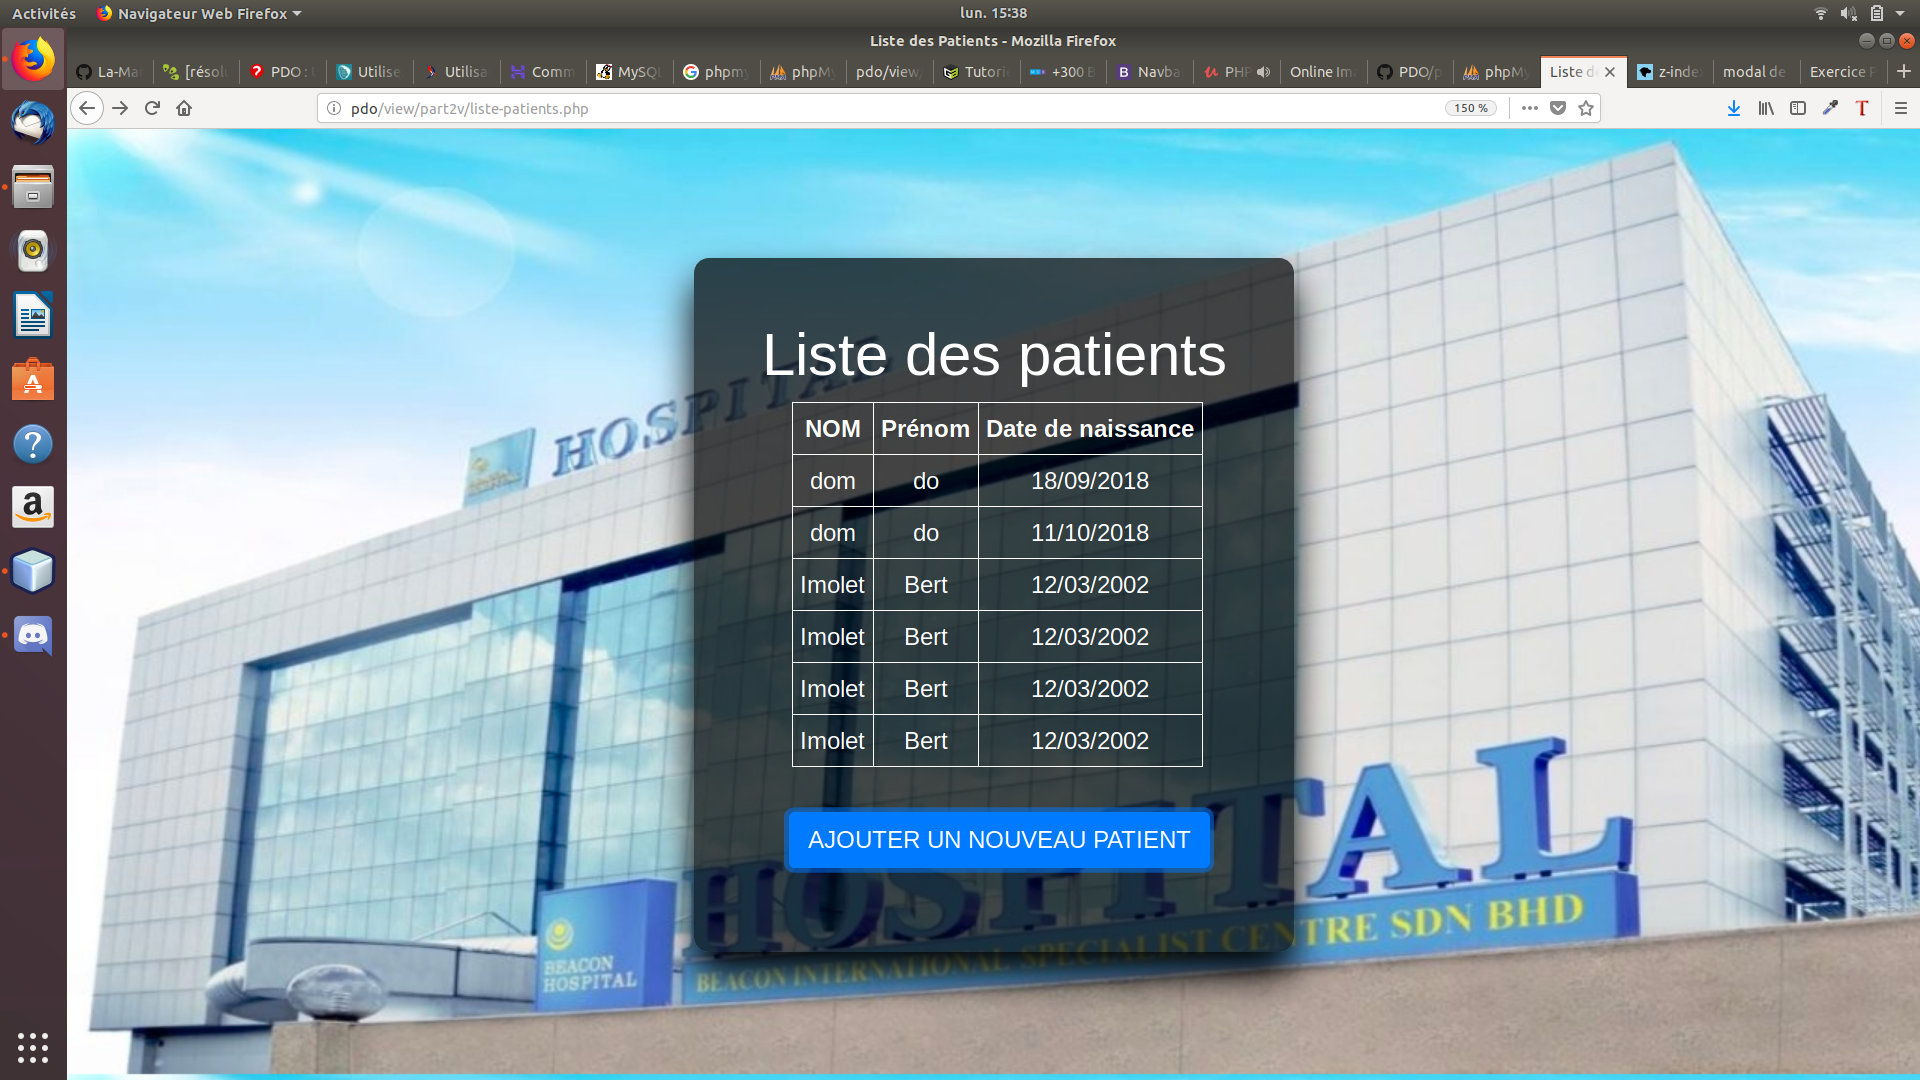 Activités Navigateur Web Firefox lun. 15:38
Liste des Patients - Mozilla Firefox
La-Ma [résolu PDO : Utilise Utilisa Comm MySQL phpmy phpMy pdo/view/ Tutori +300 B Navba PHP Online Im PDO/p phpMy Liste d z-inde modal de Exercice P
pdo/view/part2v/liste-patients.php 150 %
HOSPITAL
Liste des patients
NOM Prénom Date de naissance
dom do 18/09/2018
dom do 11/10/2018
Imolet Bert 12/03/2002
Imolet Bert 12/03/2002
Imolet Bert 12/03/2002
Imolet Bert 12/03/2002
AJOUTER UN NOUVEAU PATIENT
HOSPITAL
BEACON INTERNATIONAL SPECIALIST CENTRE SDN BHD
BEACON
HOSPITAL